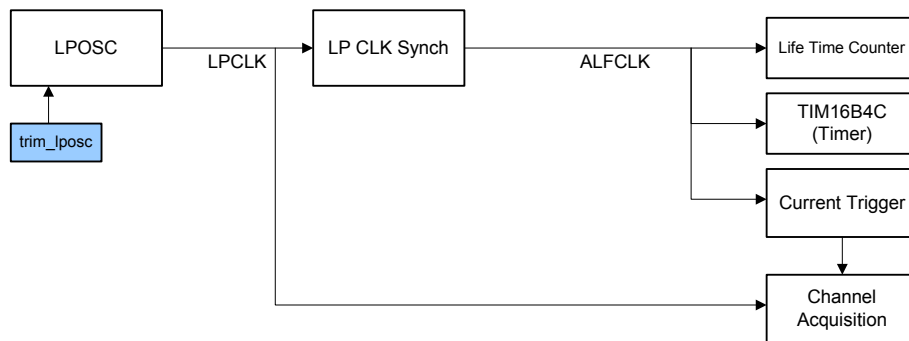 LPOSC
LPCLK
LP CLK Synch
ALFCLK
Life Time Counter
trim_lposc
TIM16B4C
(Timer)
Current Trigger
Channel
Acquisition